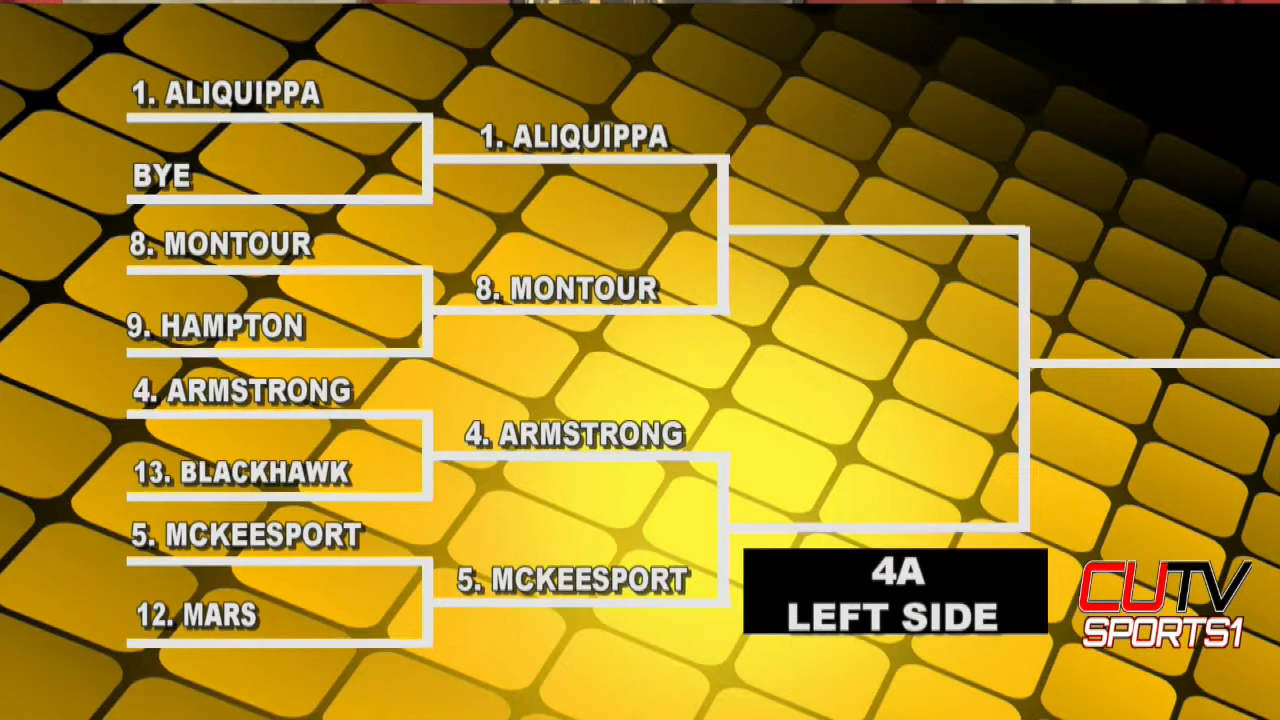 1. ALIQUIPPA
BYE
8. MONTOUR
9. HAMPTON
4. ARMSTRONG
13. BLACKHAWK
5. MCKEESPORT
12. MARS
1. ALIQUIPPA
8. MONTOUR
4. ARMSTRONG
5. MCKEESPORT
4A
LEFT SIDE
CUTV
SPORTS1